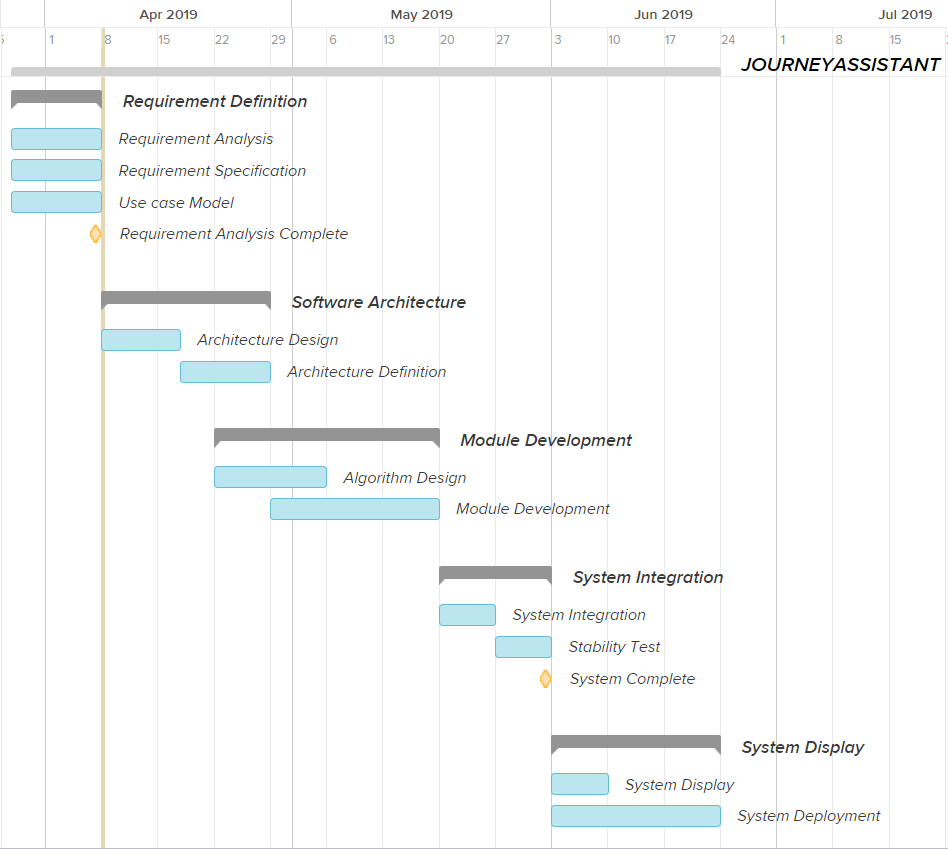 Apr 2019 May 2019 Jun 2019 Jul 2019
1 8 15 22 29 6 13 20 27 3 10 17 24 1 8 15
JOURNEYASSISTANT
Requirement Definition
Requirement Analysis
Requirement Specification
Use case Model
Requirement Analysis Complete
Software Architecture
Architecture Design
Architecture Definition
Module Development
Algorithm Design
Module Development
System Integration
System Integration
Stability Test
System Complete
System Display
System Display
System Deployment